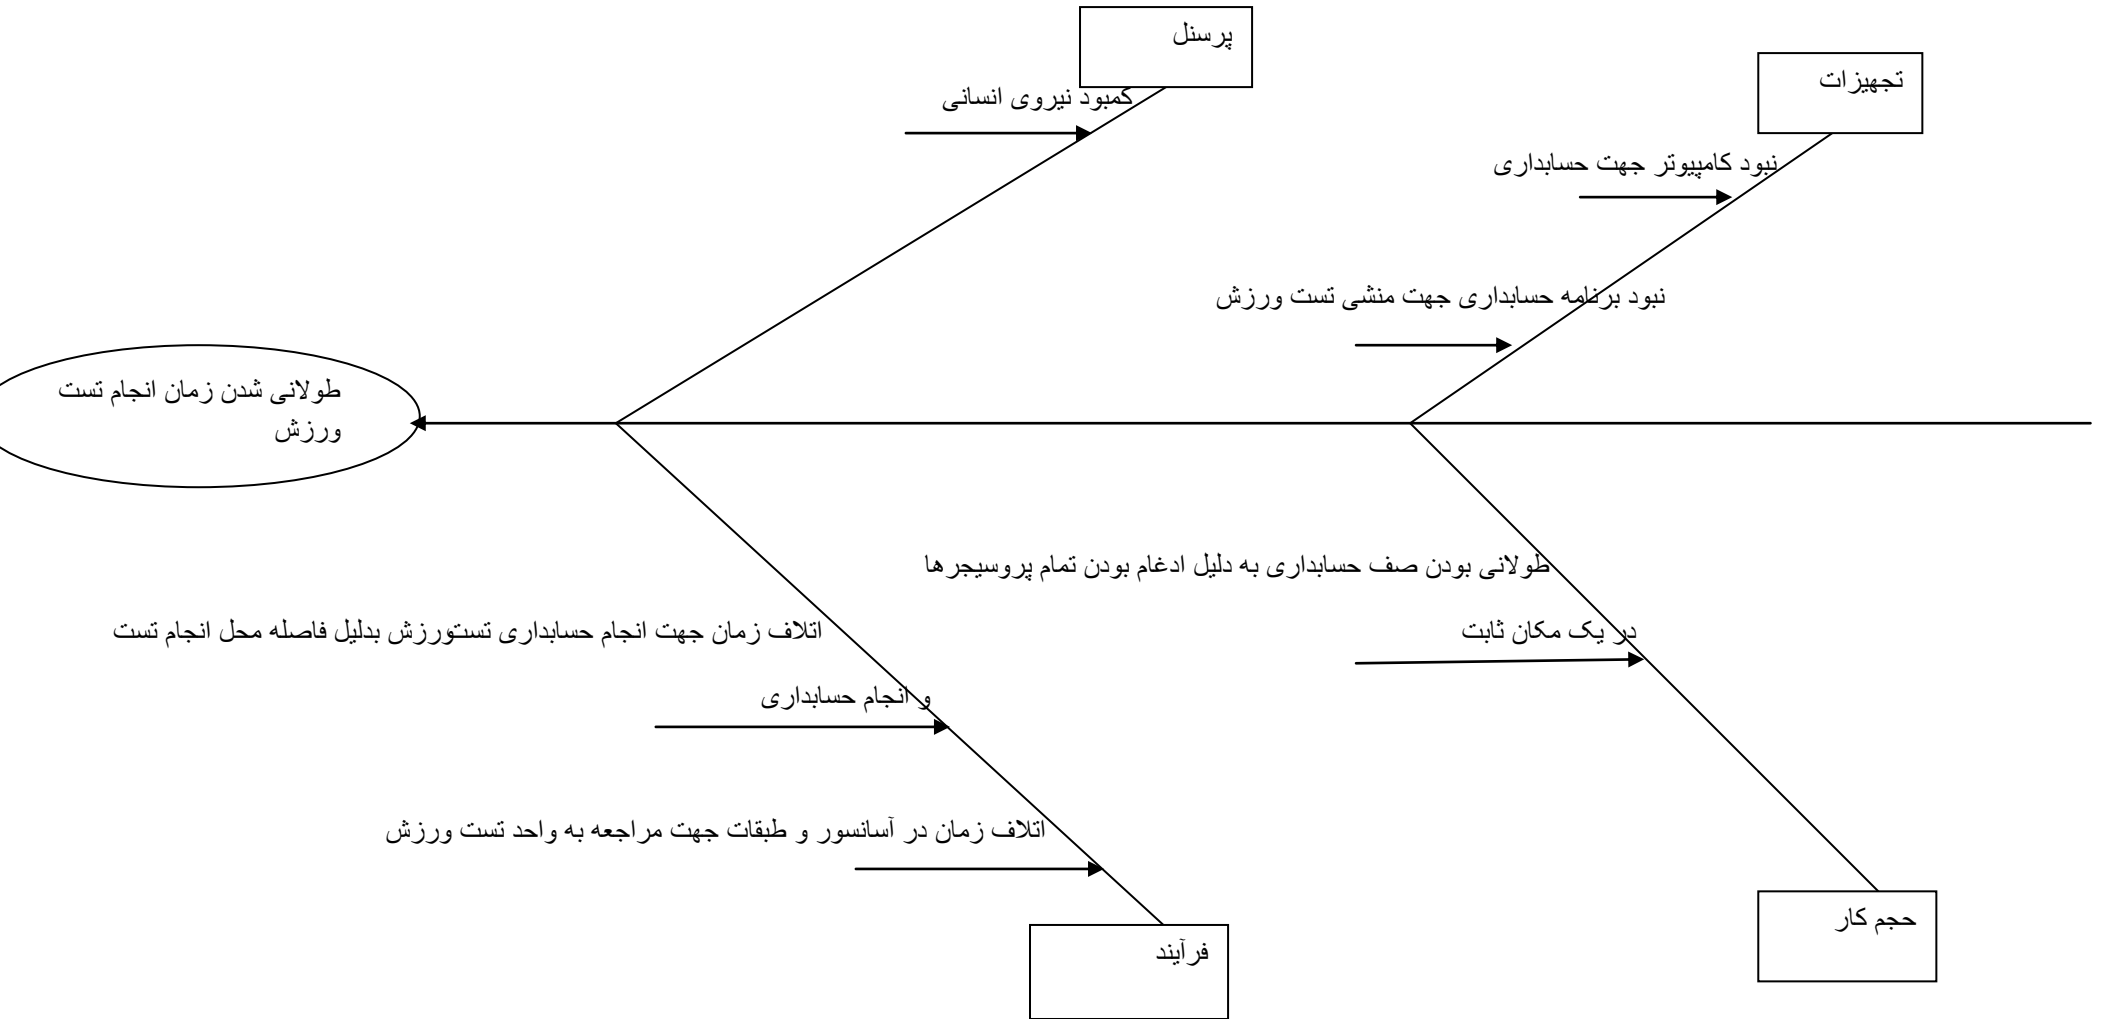 پرسنل
تجهیزات
کمبود نیروی انسانی
نبود کامپیوتر جهت حسابداری
نبود برنامه حسابداری جهت منشی تست ورزش
طولانی شدن زمان انجام تست
ورزش
طولانی بودن صف حسابداری به دلیل ادغام بودن تمام پروسیجرها
در یک مکان ثابت
اتلاف زمان جهت انجام حسابداری تست‌ورزش بدلیل فاصله محل انجام تست
و انجام حسابداری
اتلاف زمان در آسانسور و طبقات جهت مراجعه به واحد تست ورزش
حجم کار
فرآیند